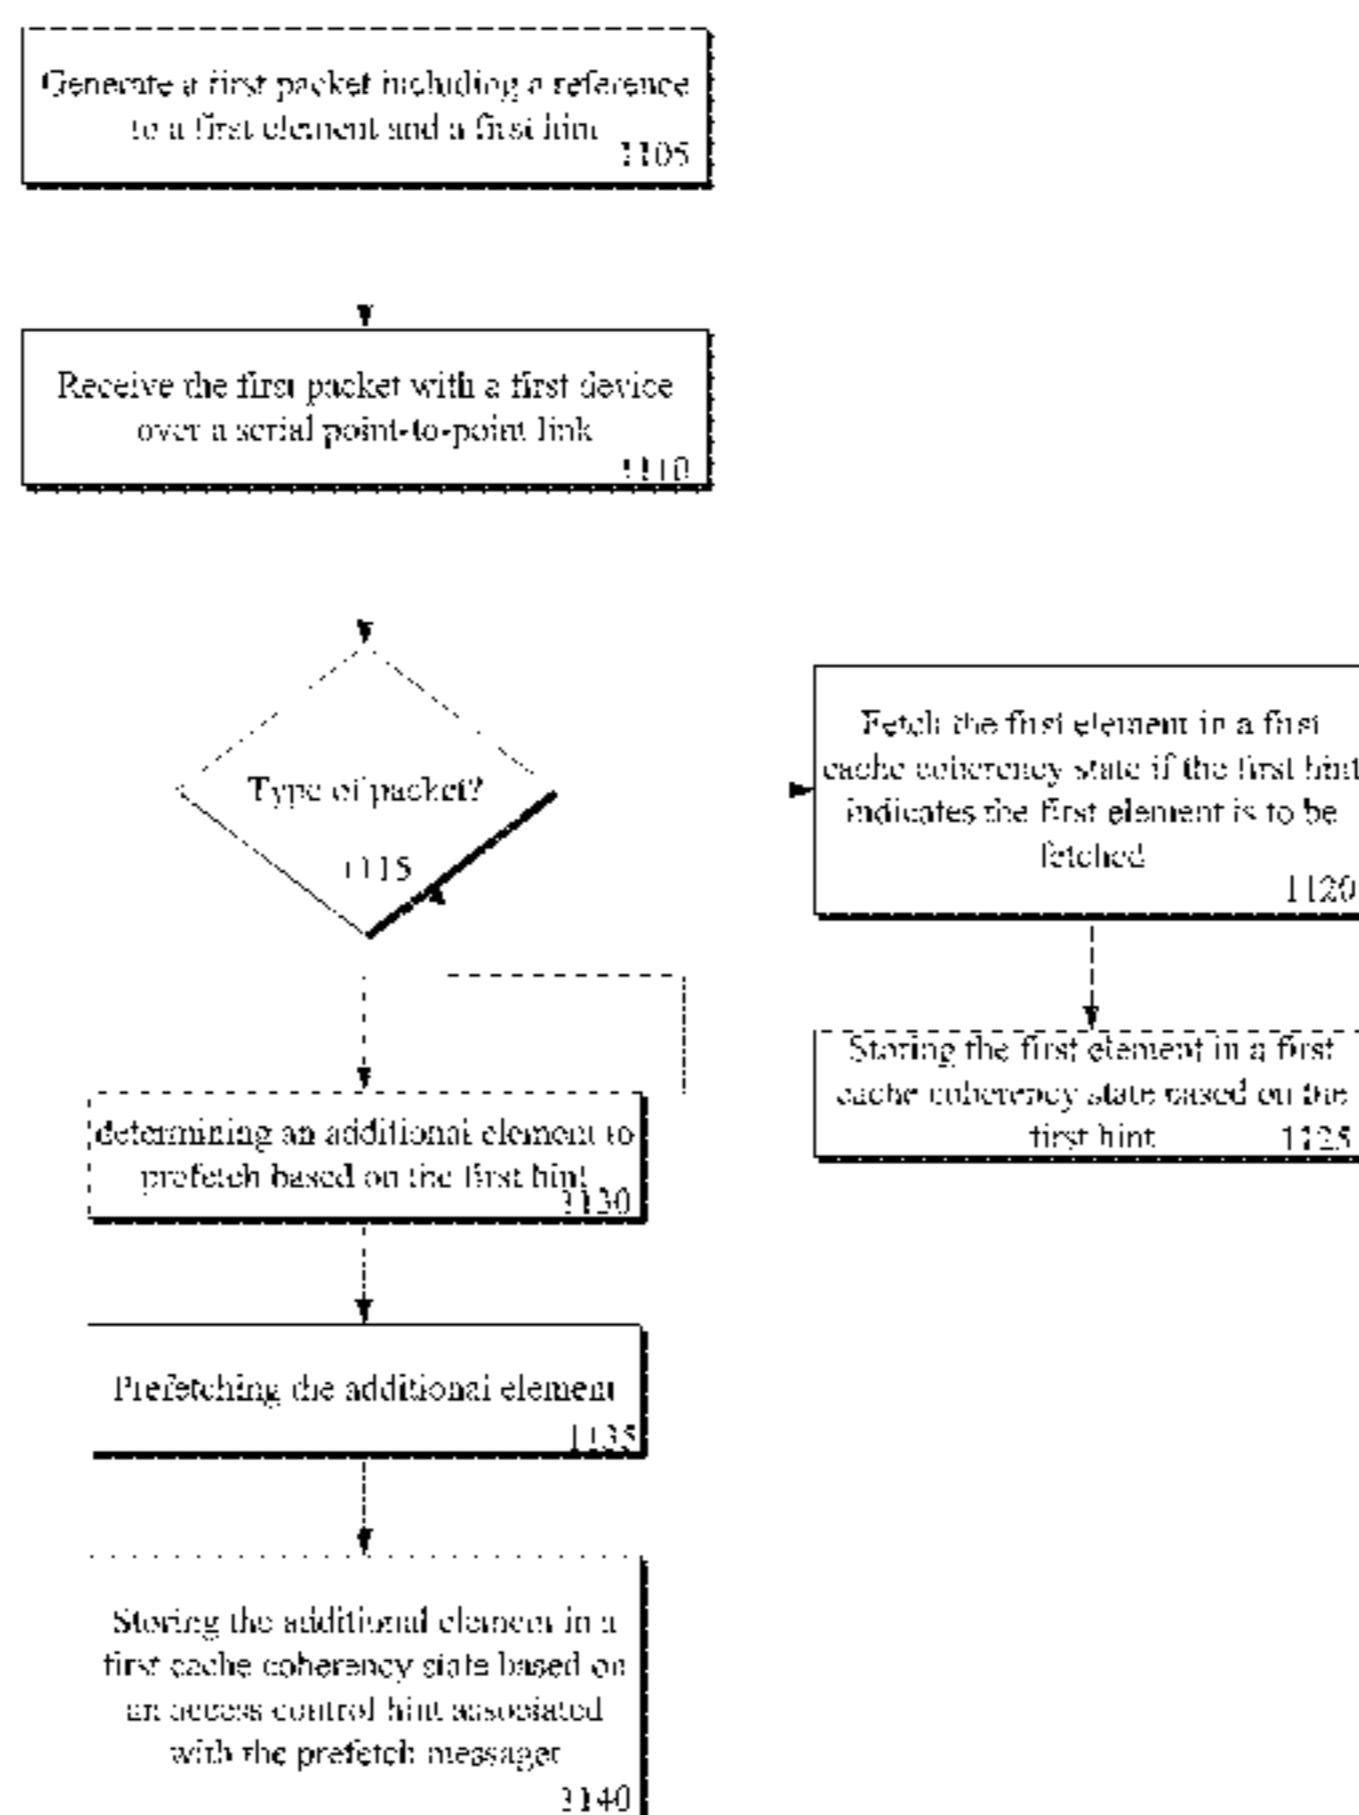 Generate a first packet including a reference
to a first element and a first hint
1105
Receive the first packet with a first device
over a serial point-to-point link
1110
Type of packet?
1115
Fetch the first element in a first
cache coherency state if the first hint
indicates the first element is to be
fetched
1120
Storing the first element in a first
cache coherency state based on the
first hint
1125
determining an additional element to
prefetch based on the first hint
1130
Prefetching the additional element
1135
Storing the additional element in a
first cache coherency state based on
an access control hint associated
with the prefetch messaget
1140